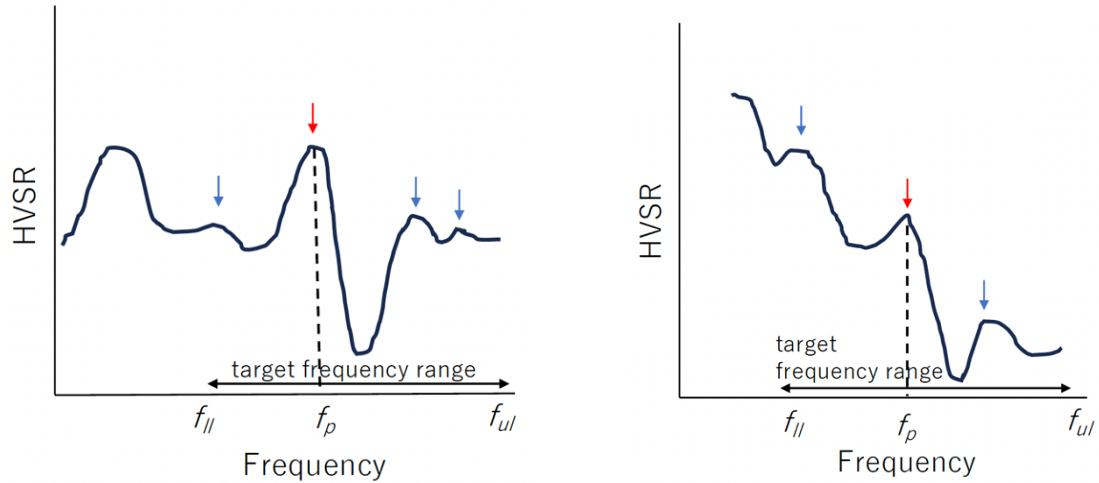 HVSR
target frequency range
f_ll
f_p
f_ul
Frequency
HVSR
target
frequency range
f_ll
f_p
f_ul
Frequency